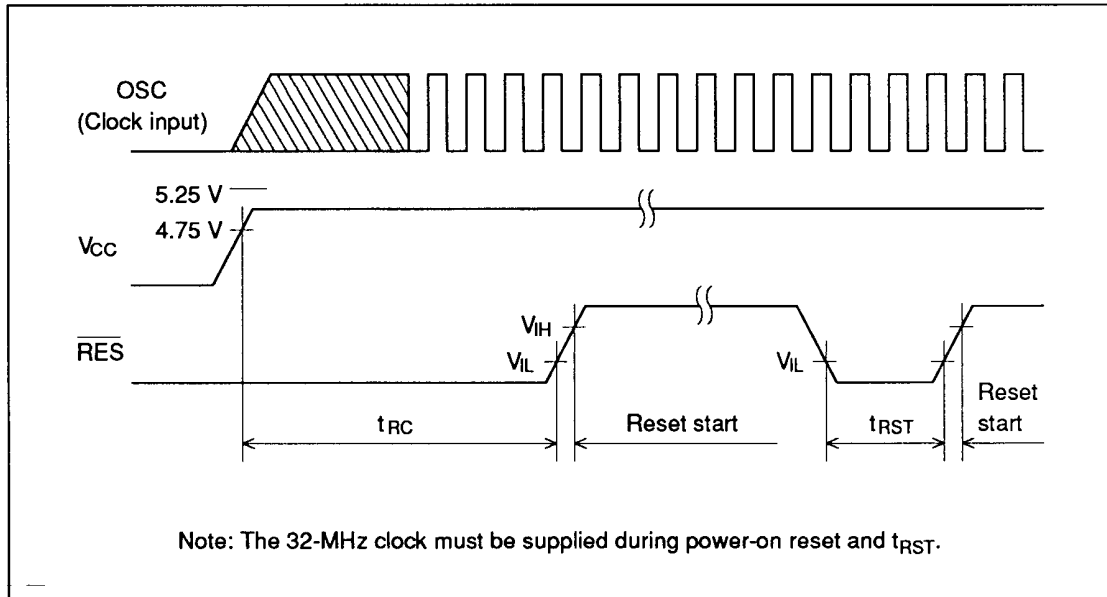 OSC
(Clock input)
5.25 V
4.75 V
VCC
VIH
VIL
RES
VIL
tRC
Reset start
tRST
Reset
start
Note: The 32-MHz clock must be supplied during power-on reset and tRST.